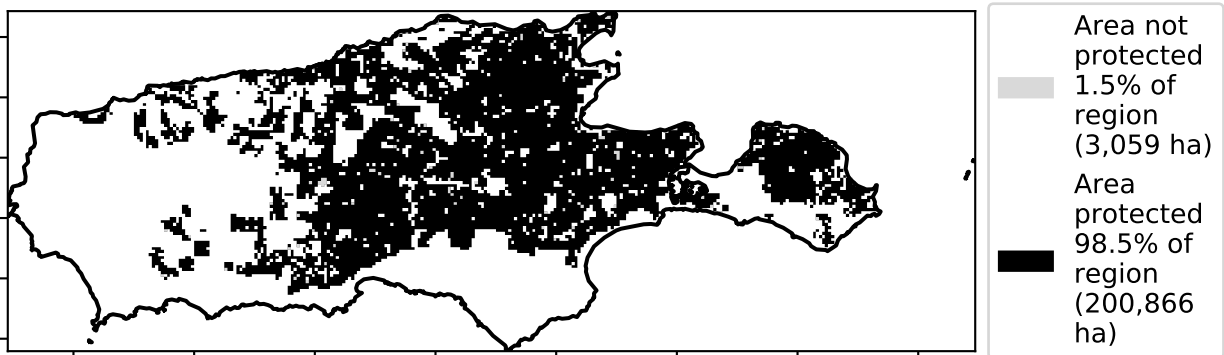 Area not
protected
1.5% of
region
(3,059 ha)
Area
protected
98.5% of
region
(200,866
ha)